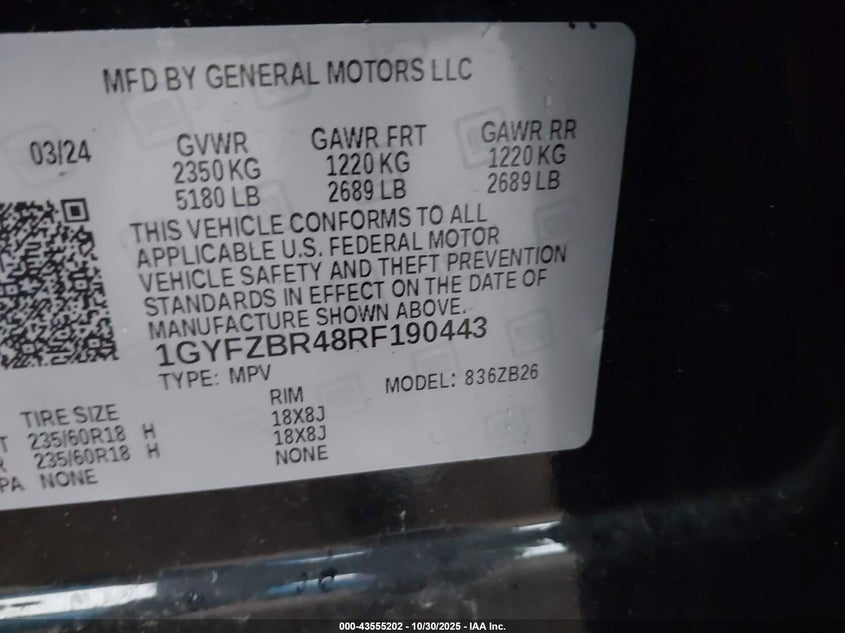 MFD BY GENERAL MOTORS LLC
03/24 GVWR GAWR FRT GAWR RR
2350 KG 1220 KG 1220 KG
5180 LB 2689 LB 2689 LB
THIS VEHICLE CONFORMS TO ALL
APPLICABLE U.S. FEDERAL MOTOR
VEHICLE SAFETY AND THEFT PREVENTION
STANDARDS IN EFFECT ON THE DATE OF
MANUFACTURE SHOWN ABOVE.
1GYFZBR48RF190443
TYPE: MPV MODEL: 836ZB26
TIRE SIZE RIM
T 235/60R18 H 18X8J
R 235/60R18 H 18X8J
PA NONE NONE
000-43555202 - 10/30/2025 - IAA Inc.